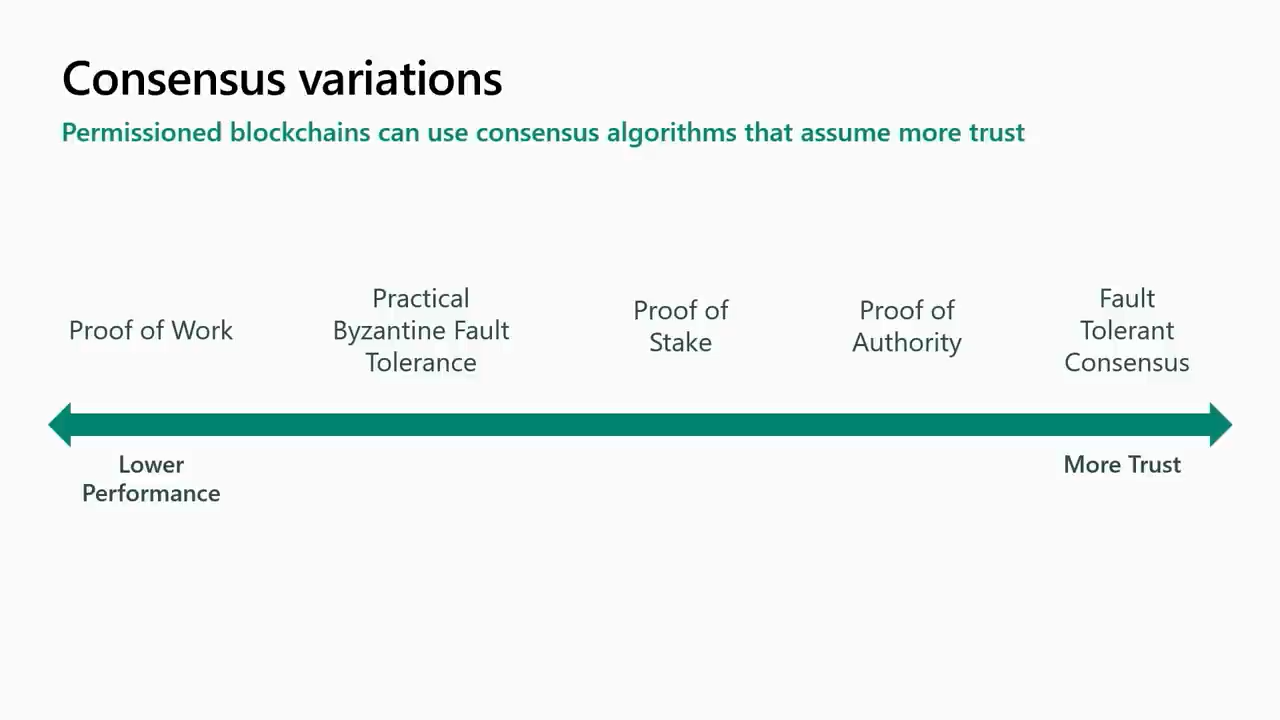 Consensus variations
Permissioned blockchains can use consensus algorithms that assume more trust
Proof of Work
Practical
Byzantine Fault
Tolerance
Proof of
Stake
Proof of
Authority
Fault
Tolerant
Consensus
Lower
Performance
More Trust